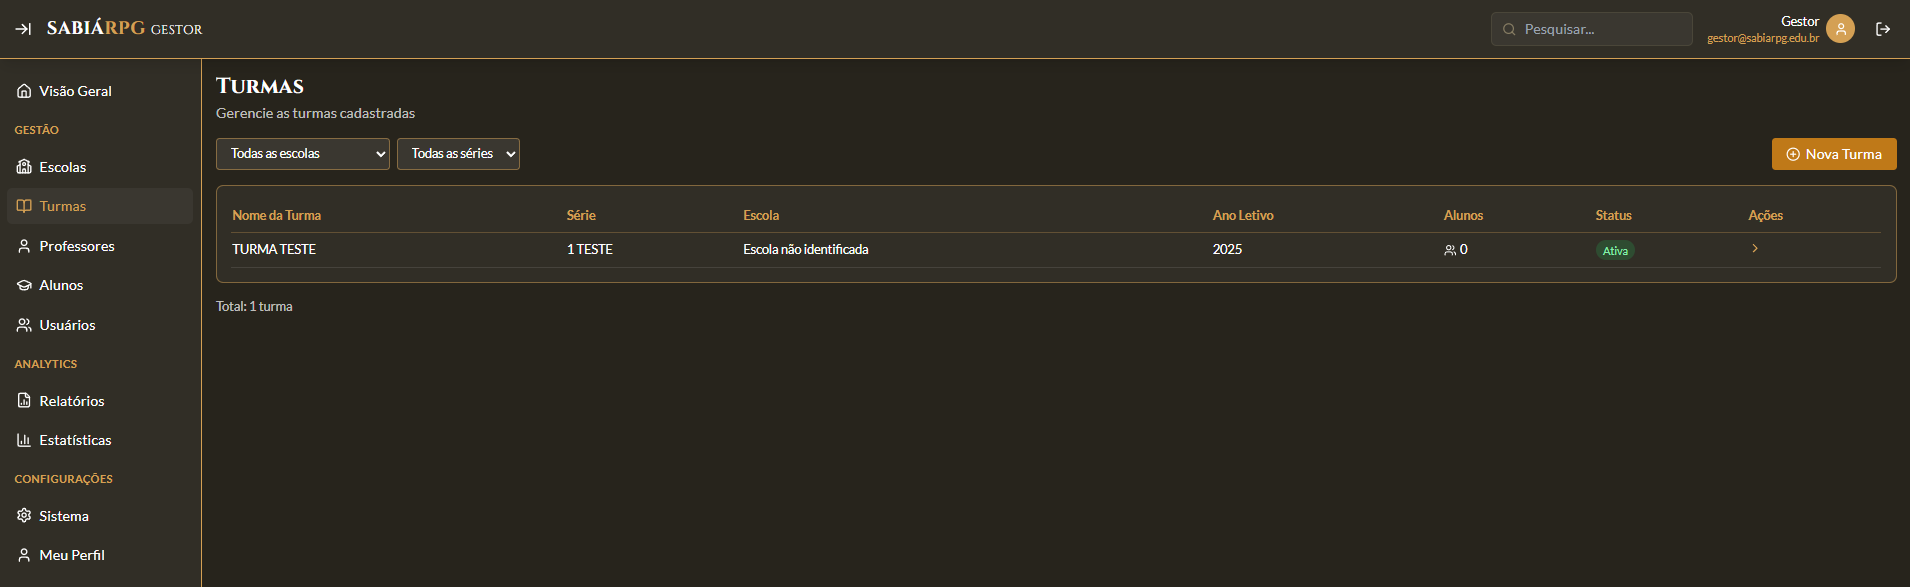 SABIÁRPG GESTOR
Pesquisar...
Gestor
gestor@sabiarpg.edu.br
Visão Geral
GESTÃO
Escolas
Turmas
Professores
Alunos
Usuários
ANALYTICS
Relatórios
Estatísticas
CONFIGURAÇÕES
Sistema
Meu Perfil
Turmas
Gerencie as turmas cadastradas
Todas as escolas Todas as séries Nova Turma
Nome da Turma Série Escola Ano Letivo Alunos Status Ações
TURMA TESTE 1 TESTE Escola não identificada 2025 0 Ativa
Total: 1 turma